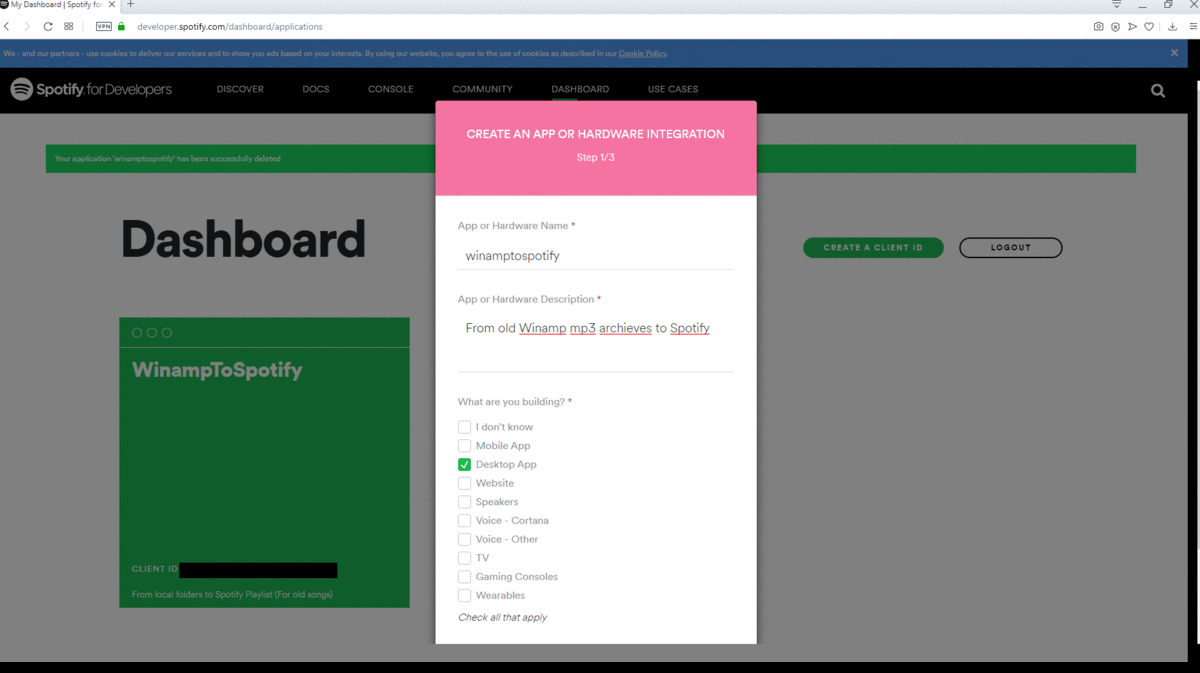 My Dashboard | Spotify for
VPN
developer.spotify.com/dashboard/applications
We - and our partners - use cookies to deliver our services and to show you ads based on your interests. By using our website, you agree to the use of cookies as described in our Cookie Policy.
Spotify for Developers
DISCOVER
DOCS
CONSOLE
COMMUNITY
DASHBOARD
USE CASES
Your application 'winamptospotify' has been successfully deleted
Dashboard
CREATE A CLIENT ID
LOGOUT
WinampToSpotify
CLIENT ID
From local folders to Spotify Playlist (For old songs)
CREATE AN APP OR HARDWARE INTEGRATION
Step 1/3
App or Hardware Name *
winamptospotify
App or Hardware Description *
From old Winamp mp3 archieves to Spotify
What are you building? *
I don't know
Mobile App
Desktop App
Website
Speakers
Voice - Cortana
Voice - Other
TV
Gaming Consoles
Wearables
Check all that apply